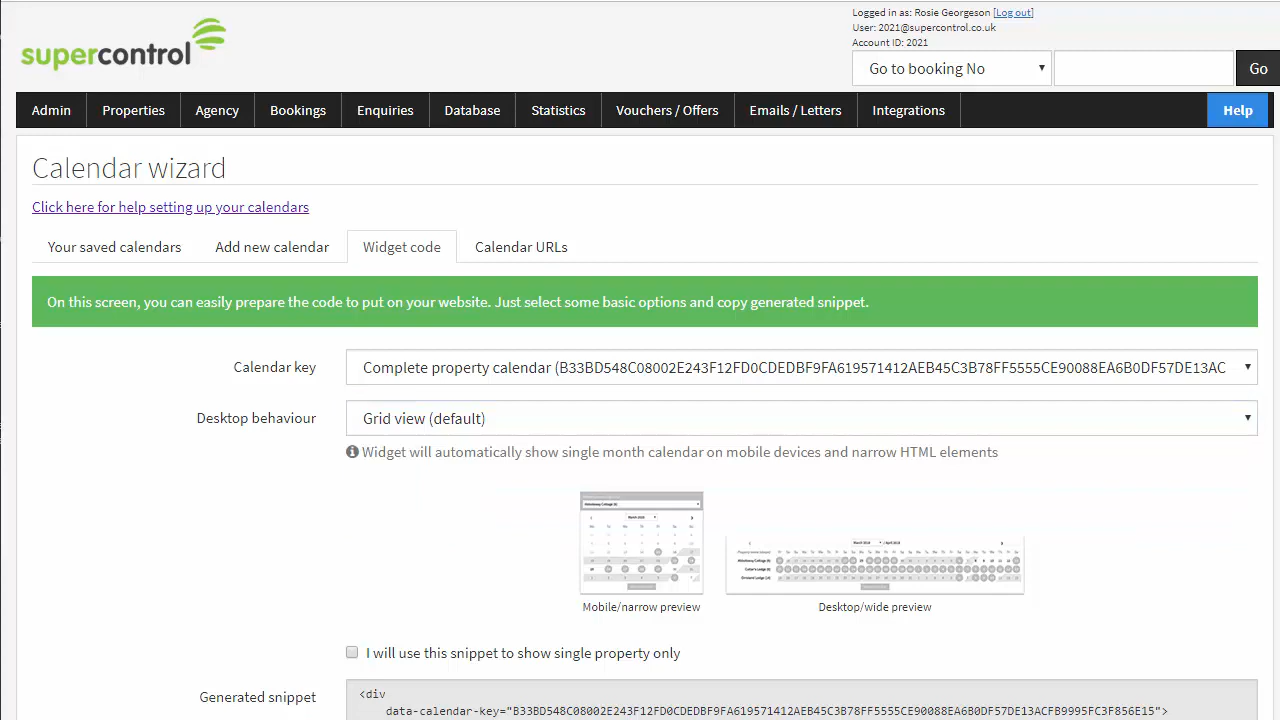 Logged in as: Rosie Georgeson [Log out]
User: 2021@supercontrol.co.uk
Account ID: 2021
supercontrol
Go to booking No
Go
Admin
Properties
Agency
Bookings
Enquiries
Database
Statistics
Vouchers / Offers
Emails / Letters
Integrations
Help
Calendar wizard
Click here for help setting up your calendars
Your saved calendars
Add new calendar
Widget code
Calendar URLs
On this screen, you can easily prepare the code to put on your website. Just select some basic options and copy generated snippet.
Calendar key
Complete property calendar (B33BD548C08002E243F12FD0CDEDBF9FA619571412AEB45C3B78FF5555CE90088EA6B0DF57DE13AC
Desktop behaviour
Grid view (default)
Widget will automatically show single month calendar on mobile devices and narrow HTML elements
Mobile/narrow preview
Desktop/wide preview
I will use this snippet to show single property only
Generated snippet
<div
data-calendar-key="B33BD548C08002E243F12FD0CDEDBF9FA619571412AEB45C3B78FF5555CE90088EA6B0DF57DE13ACFB9995FC3F856E15">